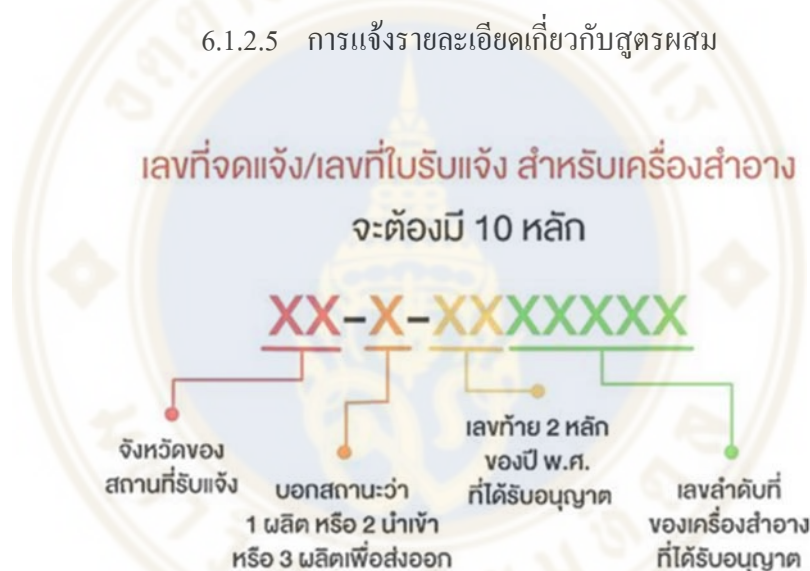 6.1.2.5 การแจ้งรายละเอียดเกี่ยวกับสูตรผสม
เลขที่จดแจ้ง/เลขที่ใบรับแจ้ง สำหรับเครื่องสำอาง
จะต้องมี 10 หลัก
XX-X-XXXXXXX
จังหวัดของ
สถานที่รับแจ้ง
บอกสถานะว่า
1 ผลิต หรือ 2 นำเข้า
หรือ 3 ผลิตเพื่อส่งออก
เลขท้าย 2 หลัก
ของปี พ.ศ.
ที่ได้รับอนุญาต
เลขลำดับที่
ของเครื่องสำอาง
ที่ได้รับอนุญาต